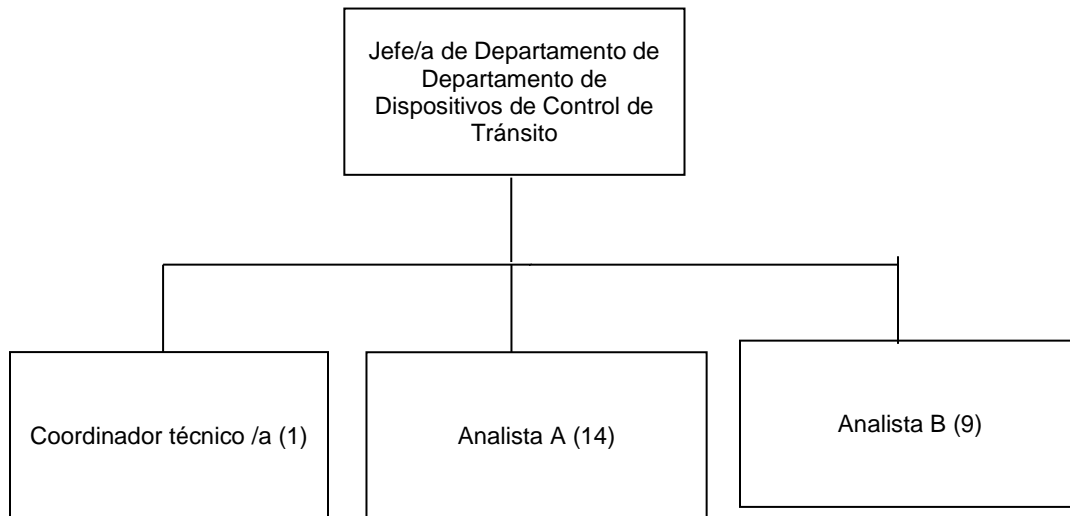 Jefe/a de Departamento de
Departamento de
Dispositivos de Control de
Tránsito
Coordinador técnico /a (1)
Analista A (14)
Analista B (9)